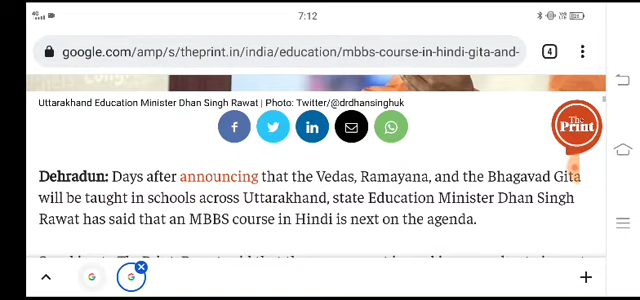 4G
7:12
google.com/amp/s/theprint.in/india/education/mbbs-course-in-hindi-gita-and-
4
Uttarakhand Education Minister Dhan Singh Rawat | Photo: Twitter/@drdhansinghuk
The
Print
Dehradun: Days after announcing that the Vedas, Ramayana, and the Bhagavad Gita
will be taught in schools across Uttarakhand, state Education Minister Dhan Singh
Rawat has said that an MBBS course in Hindi is next on the agenda.